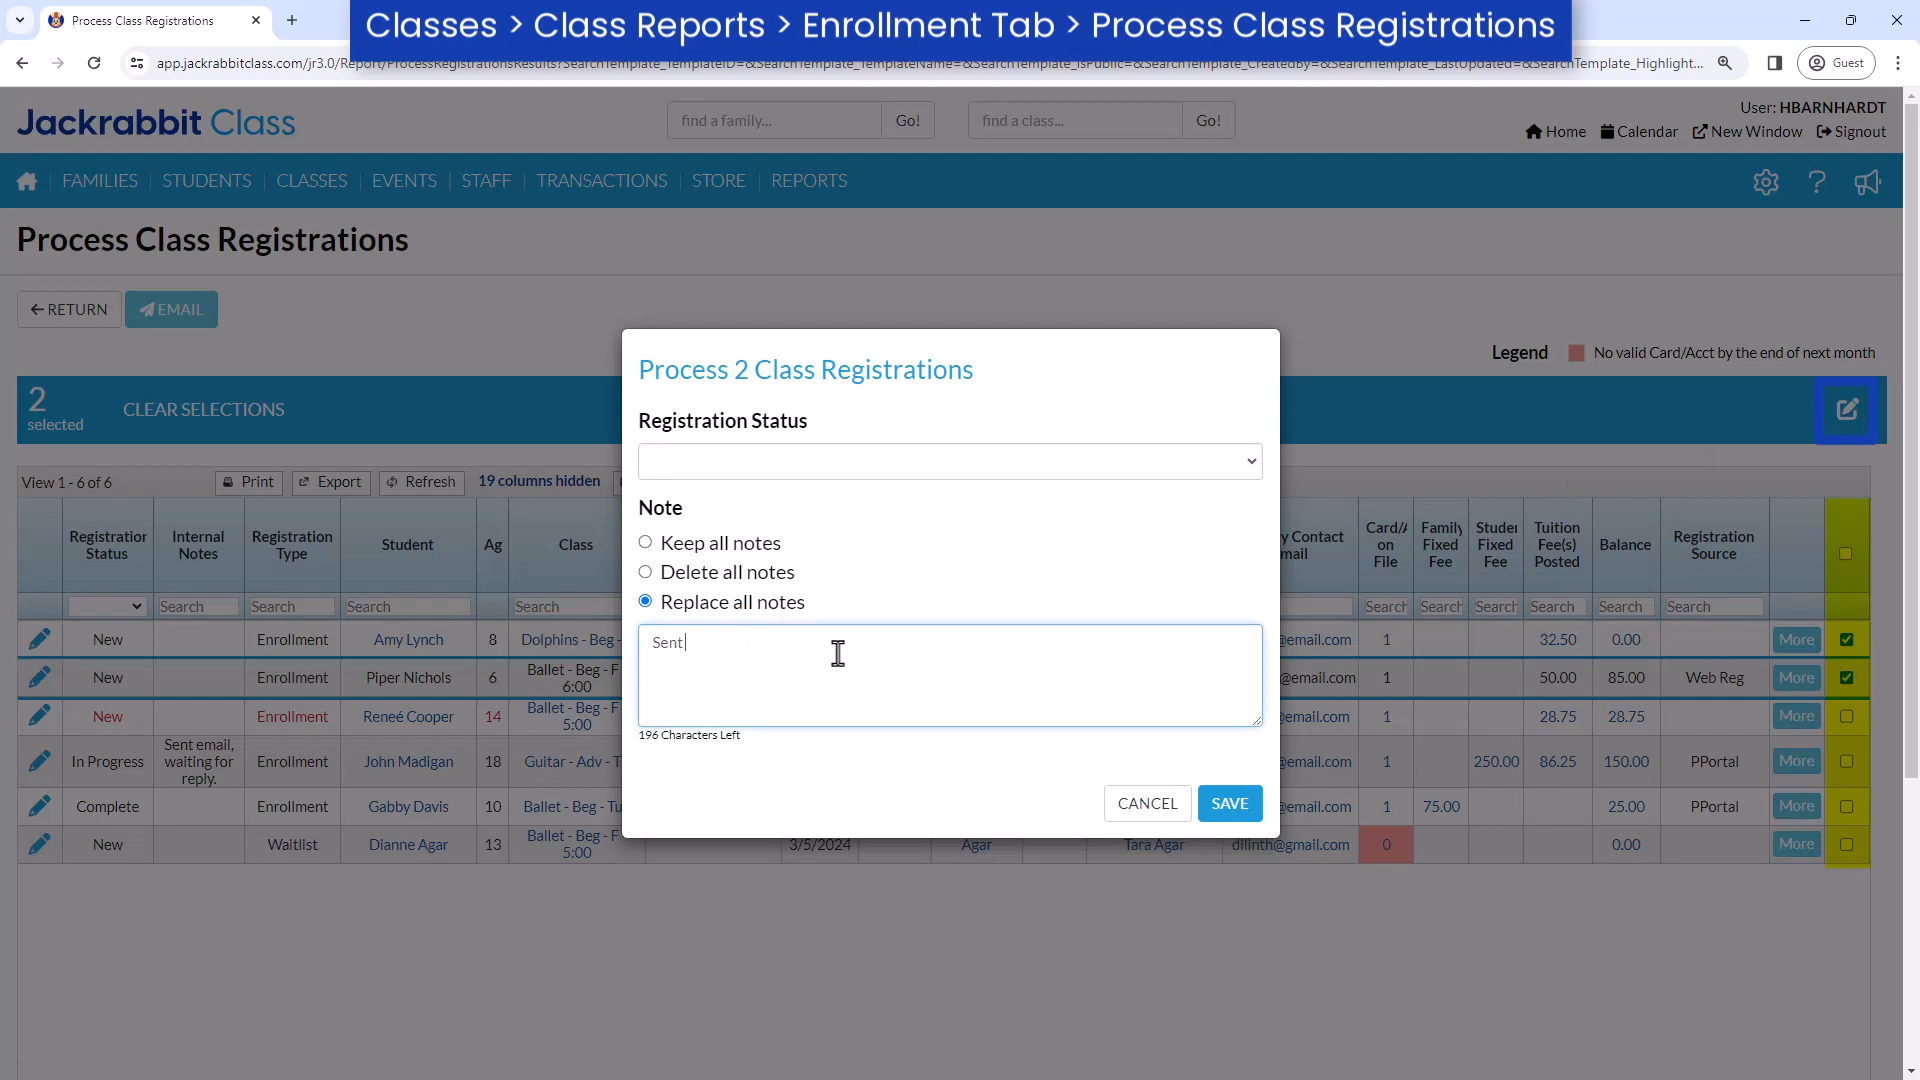 Process Class Registrations
Classes > Class Reports > Enrollment Tab > Process Class Registrations
app.jackrabbitclass.com/jr3.0/Report/ProcessRegistrationsResults?SearchTemplate_TemplateID=&SearchTemplate_TemplateName=&SearchTemplate_IsPublic=&SearchTemplate_CreatedBy=&SearchTemplate_LastUpdated=&SearchTemplate_Highlight...
Guest
Jackrabbit Class
find a family... Go!
find a class... Go!
User: HBARNHARDT
Home Calendar New Window Signout
FAMILIES STUDENTS CLASSES EVENTS STAFF TRANSACTIONS STORE REPORTS
Process Class Registrations
RETURN EMAIL
Legend No valid Card/Acct by the end of next month
2
selected
CLEAR SELECTIONS
Process 2 Class Registrations
Registration Status
Note
Keep all notes
Delete all notes
Replace all notes
Sent
196 Characters Left
CANCEL SAVE
View 1 - 6 of 6 Print Export Refresh 19 columns hidden
Registration Status Internal Notes Registration Type Student Ag Class y Contact mail Card/A on File Family Fixed Fee Studen Fixed Fee Tuition Fee(s) Posted Balance Registration Source
Search Search Search Search Search Search Search Search Search Search
New Enrollment Amy Lynch 8 Dolphins - Beg - @email.com 1 32.50 0.00 More
New Enrollment Piper Nichols 6 Ballet - Beg - F 6:00 @email.com 1 50.00 85.00 Web Reg More
New Enrollment Reneé Cooper 14 Ballet - Beg - F 5:00 @email.com 1 28.75 28.75 More
In Progress Sent email, waiting for reply. Enrollment John Madigan 18 Guitar - Adv - T @email.com 1 250.00 86.25 150.00 PPortal More
Complete Enrollment Gabby Davis 10 Ballet - Beg - Tu @email.com 1 75.00 25.00 PPortal More
New Waitlist Dianne Agar 13 Ballet - Beg - F 5:00 3/5/2024 Agar Tara Agar dilinth@gmail.com 0 0.00 More